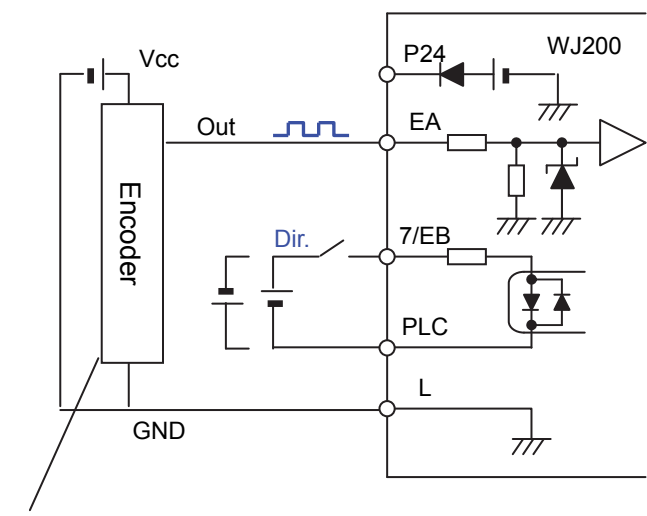 Vcc
P24
WJ200
Out
EA
Encoder
Dir.
7/EB
PLC
L
GND